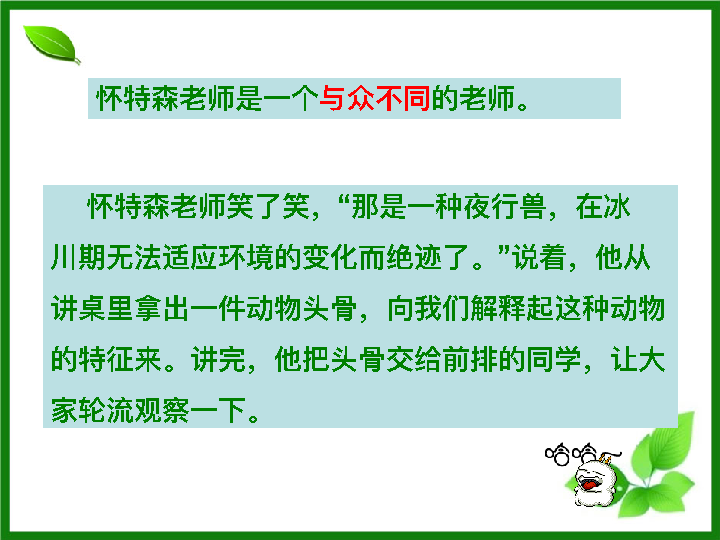 怀特森老师是一个与众不同的老师。
怀特森老师笑了笑，“那是一种夜行兽，在冰
川期无法适应环境的变化而绝迹了。”说着，他从
讲桌里拿出一件动物头骨，向我们解释起这种动物
的特征来。讲完，他把头骨交给前排的同学，让大
家轮流观察一下。
哈哈